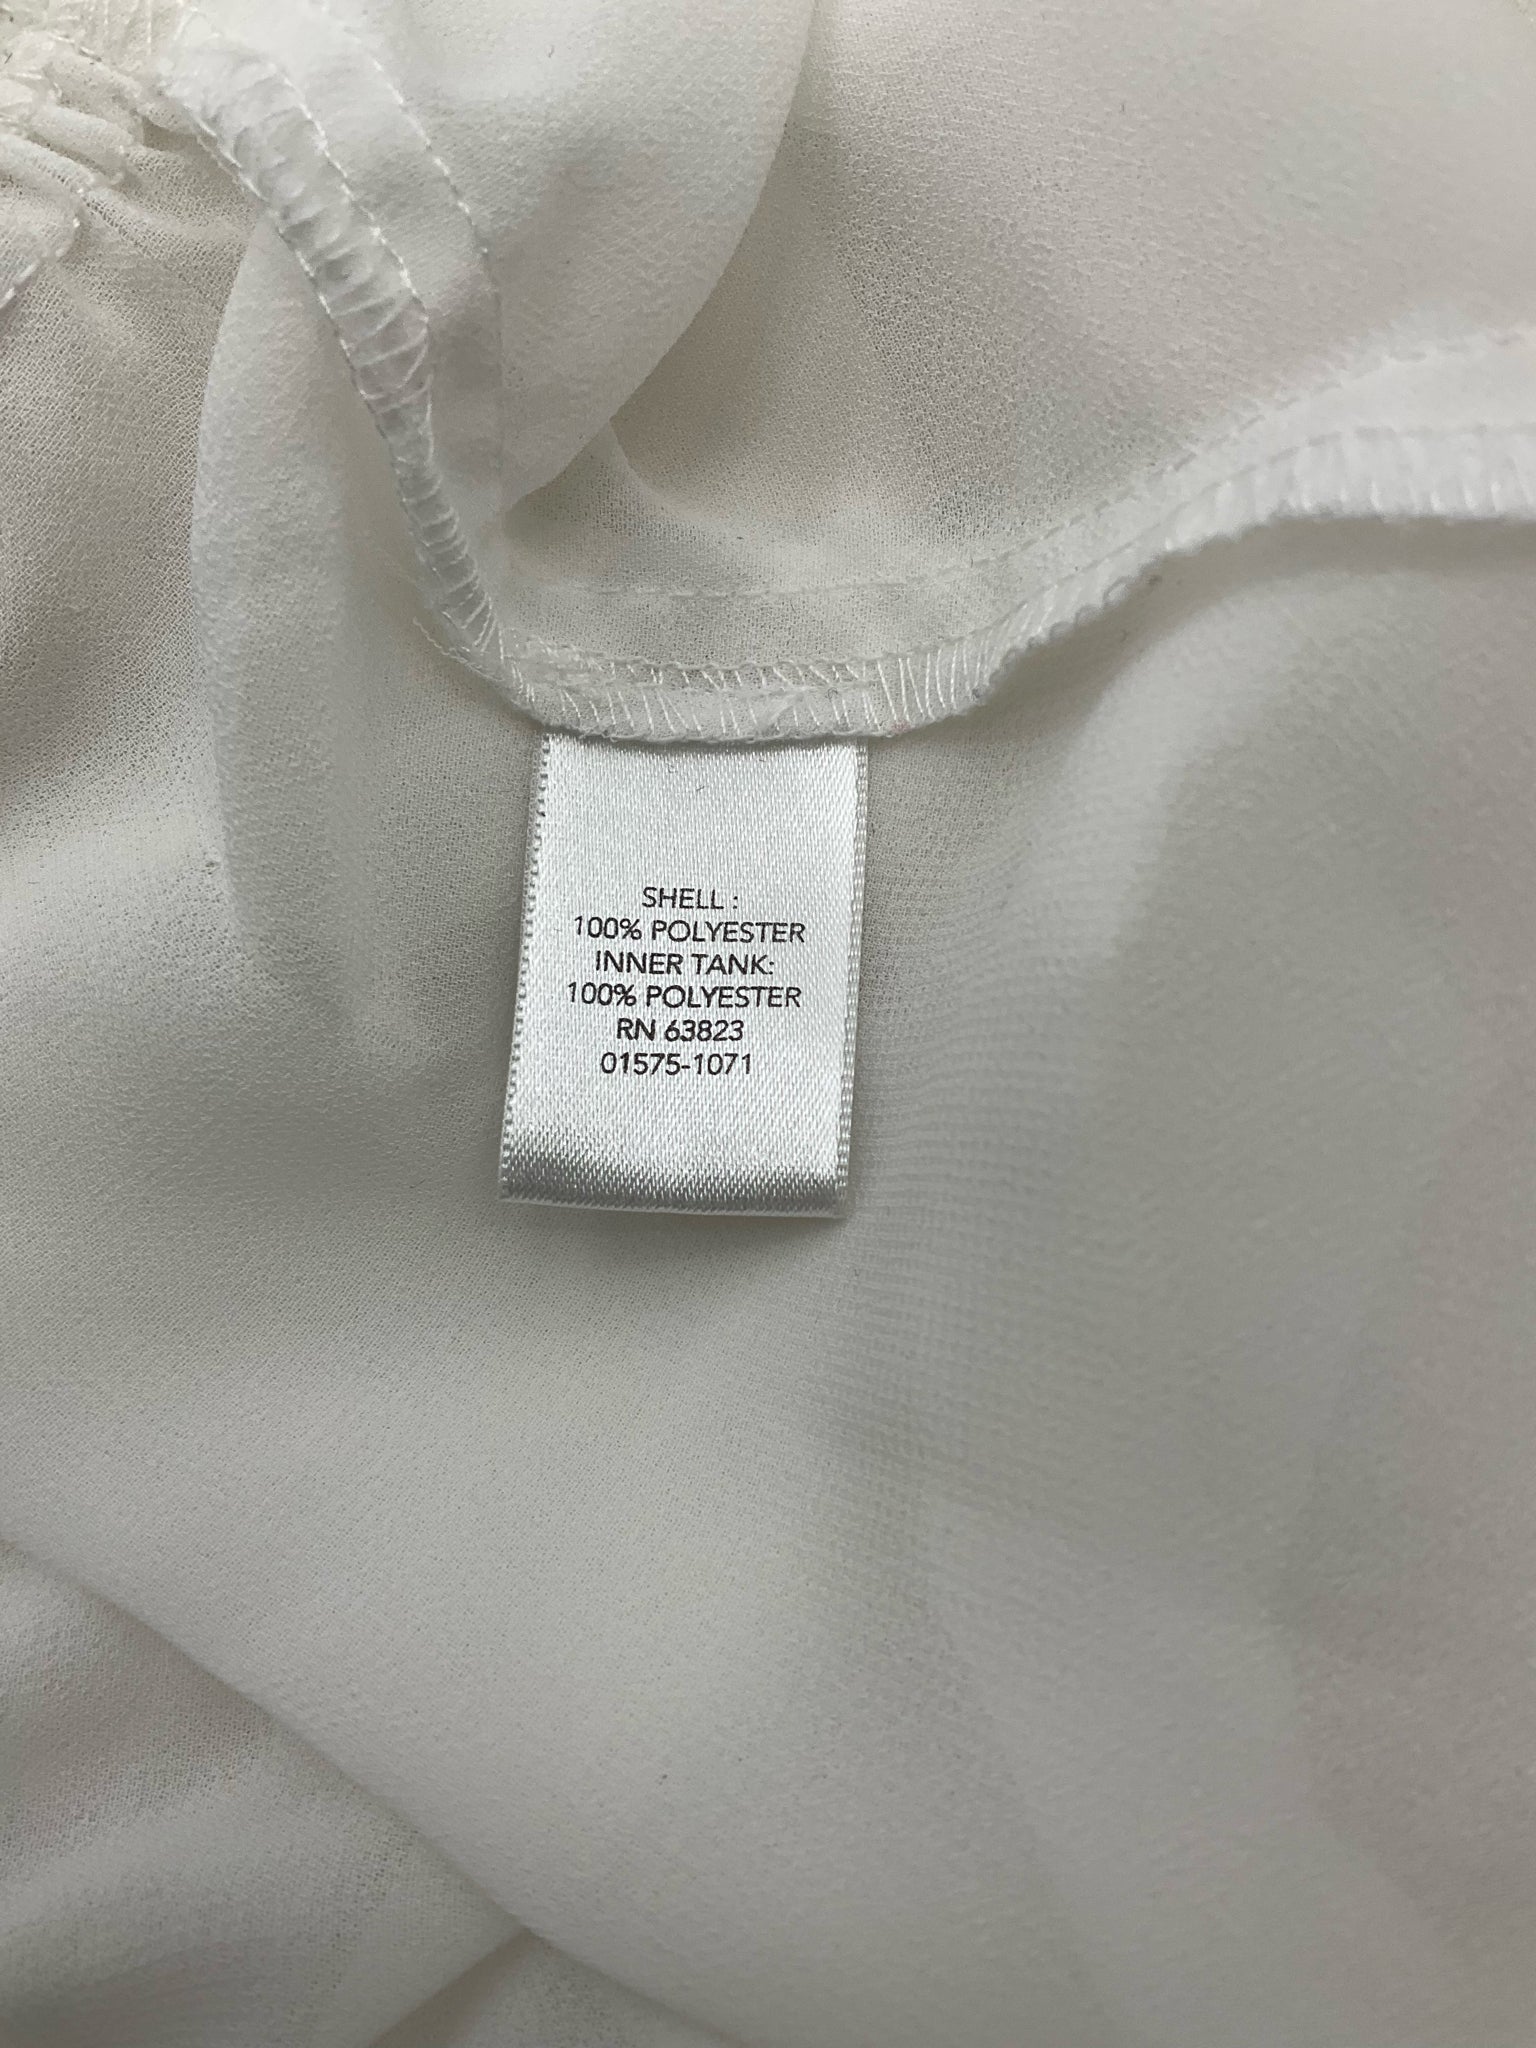 SHELL :
100% POLYESTER
INNER TANK:
100% POLYESTER
RN 63823
01575-1071